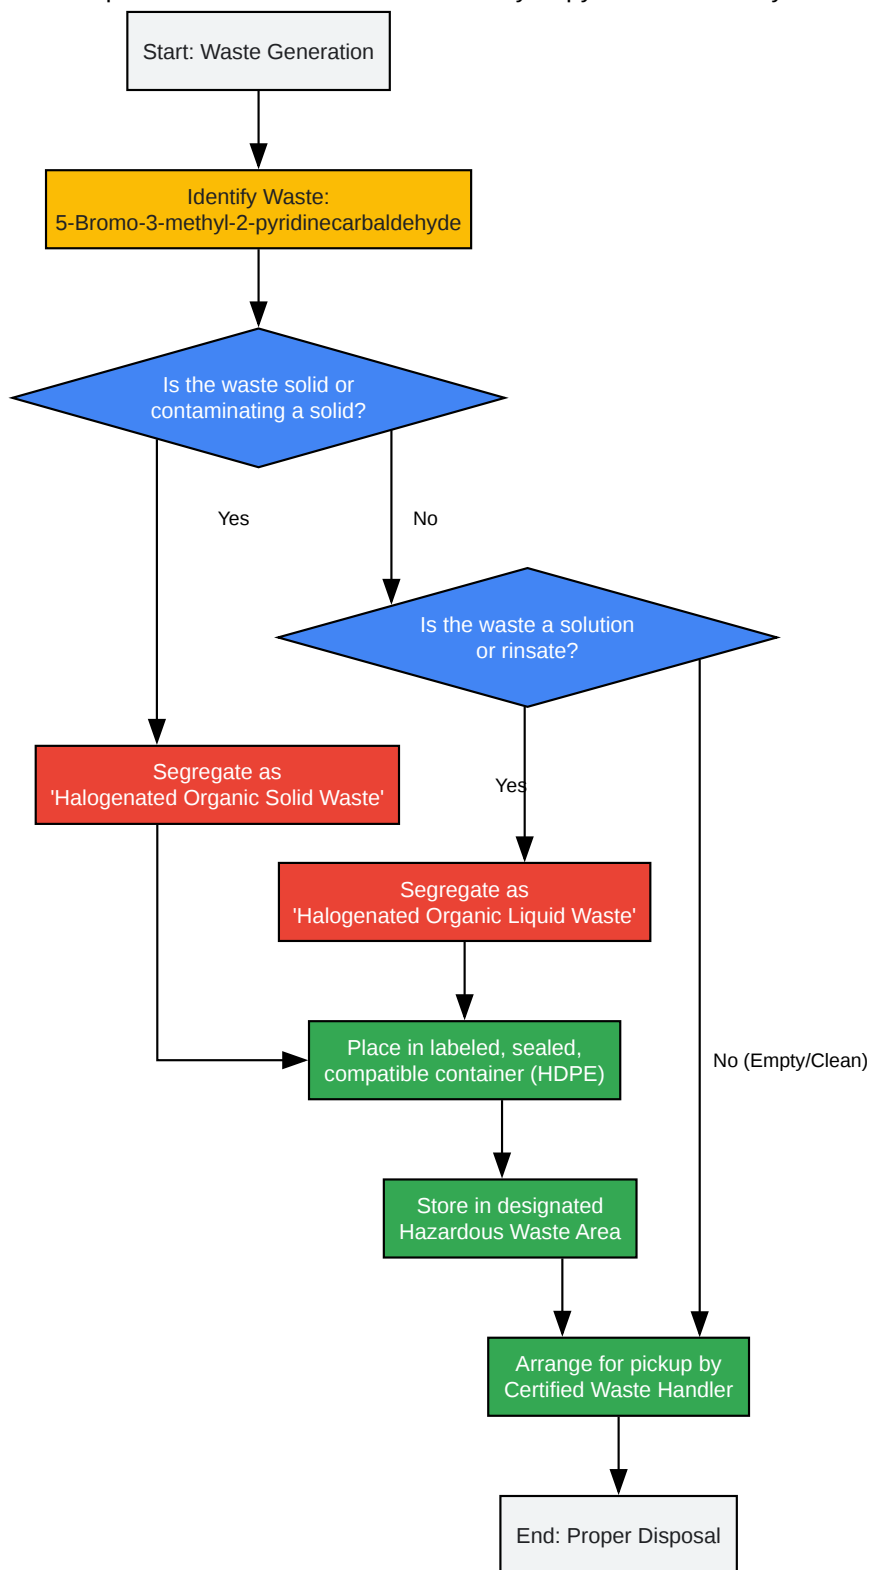 Start: Waste Generation
Identify Waste:
5-Bromo-3-methyl-2-pyridinecarbaldehyde
Is the waste solid or
contaminating a solid?
Yes
No
Is the waste a solution
or rinsate?
Segregate as
'Halogenated Organic Solid Waste'
Yes
Segregate as
'Halogenated Organic Liquid Waste'
Place in labeled, sealed,
compatible container (HDPE)
No (Empty/Clean)
Store in designated
Hazardous Waste Area
Arrange for pickup by
Certified Waste Handler
End: Proper Disposal